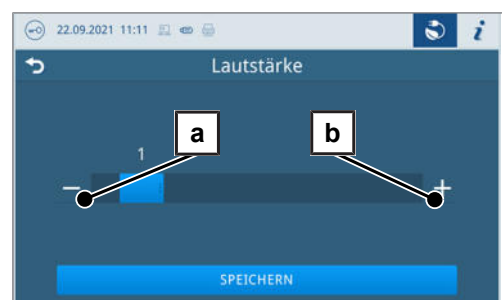 22.09.2021 11:11
i
Lautstärke
a
b
1
− +
SPEICHERN